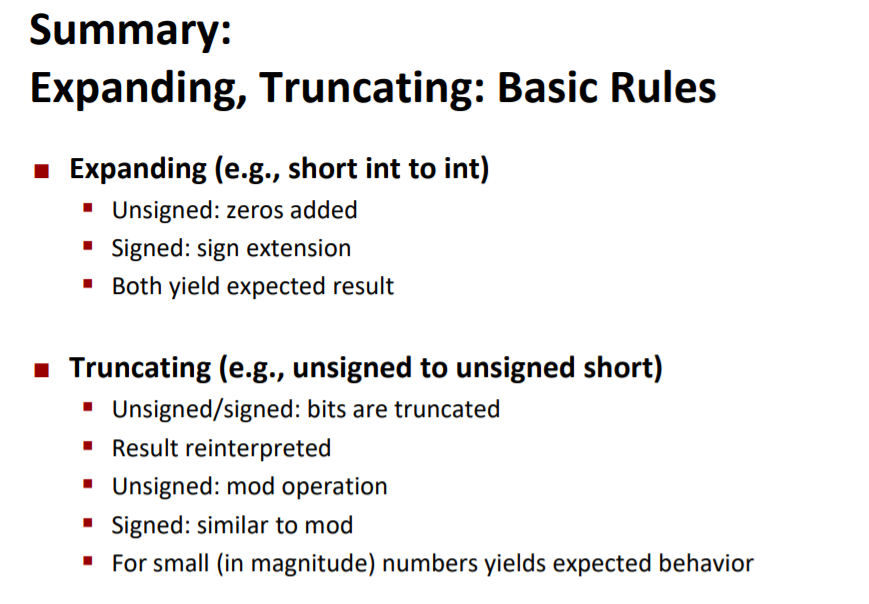 Summary:
Expanding, Truncating: Basic Rules
Expanding (e.g., short int to int)
Unsigned: zeros added
Signed: sign extension
Both yield expected result
Truncating (e.g., unsigned to unsigned short)
Unsigned/signed: bits are truncated
Result reinterpreted
Unsigned: mod operation
Signed: similar to mod
For small (in magnitude) numbers yields expected behavior